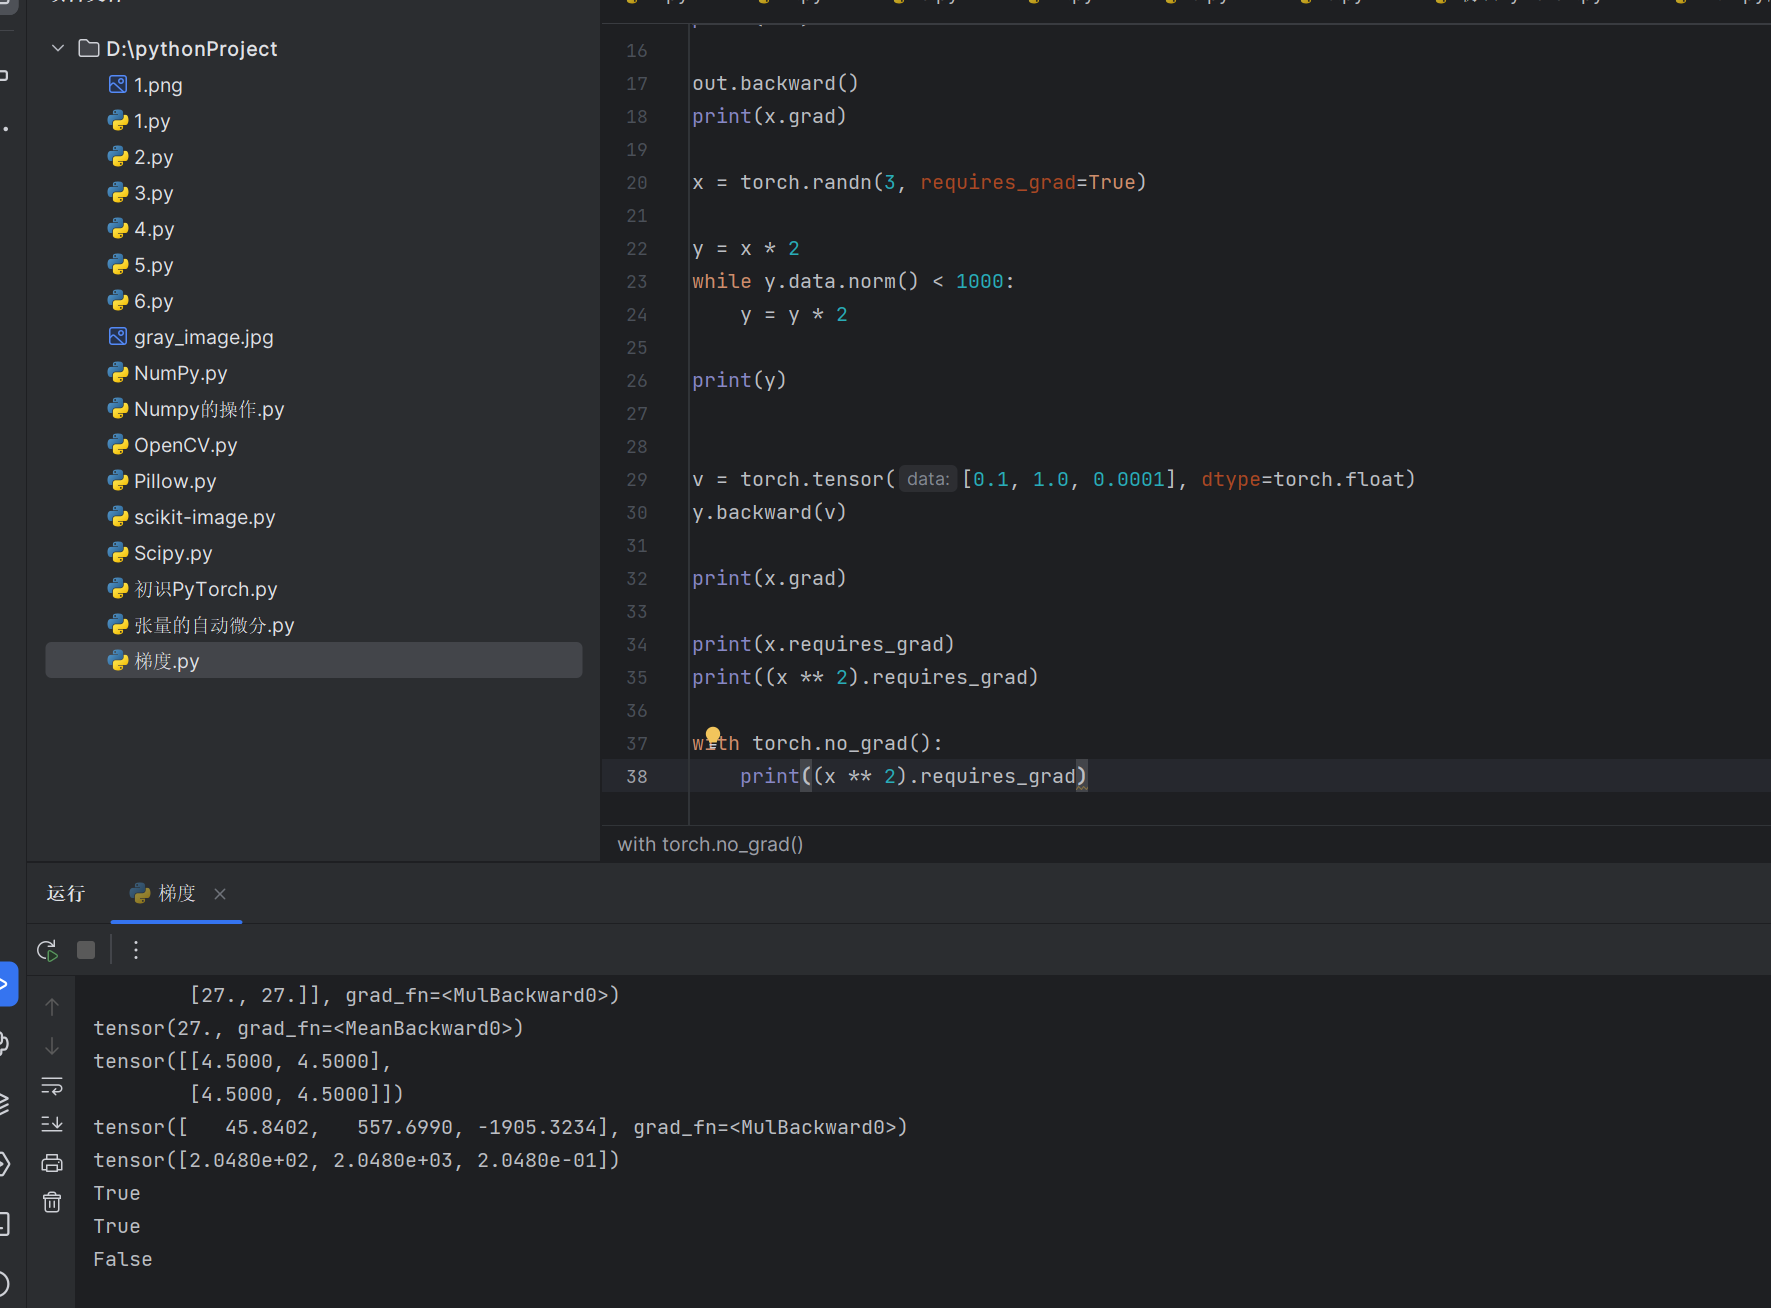 D:\pythonProject
1.png
1.py
2.py
3.py
4.py
5.py
6.py
gray_image.jpg
NumPy.py
Numpy的操作.py
OpenCV.py
Pillow.py
scikit-image.py
Scipy.py
初识PyTorch.py
张量的自动微分.py
梯度.py
16
17 out.backward()
18 print(x.grad)
19
20 x = torch.randn(3, requires_grad=True)
21
22 y = x * 2
23 while y.data.norm() < 1000:
24 y = y * 2
25
26 print(y)
27
28
29 v = torch.tensor( data: [0.1, 1.0, 0.0001], dtype=torch.float)
30 y.backward(v)
31
32 print(x.grad)
33
34 print(x.requires_grad)
35 print((x ** 2).requires_grad)
36
37 with torch.no_grad():
38 print((x ** 2).requires_grad)
with torch.no_grad()
运行 梯度
[27., 27.]], grad_fn=<MulBackward0>)
tensor(27., grad_fn=<MeanBackward0>)
tensor([[4.5000, 4.5000],
[4.5000, 4.5000]])
tensor([   45.8402,   557.6990, -1905.3234], grad_fn=<MulBackward0>)
tensor([2.0480e+02, 2.0480e+03, 2.0480e-01])
True
True
False